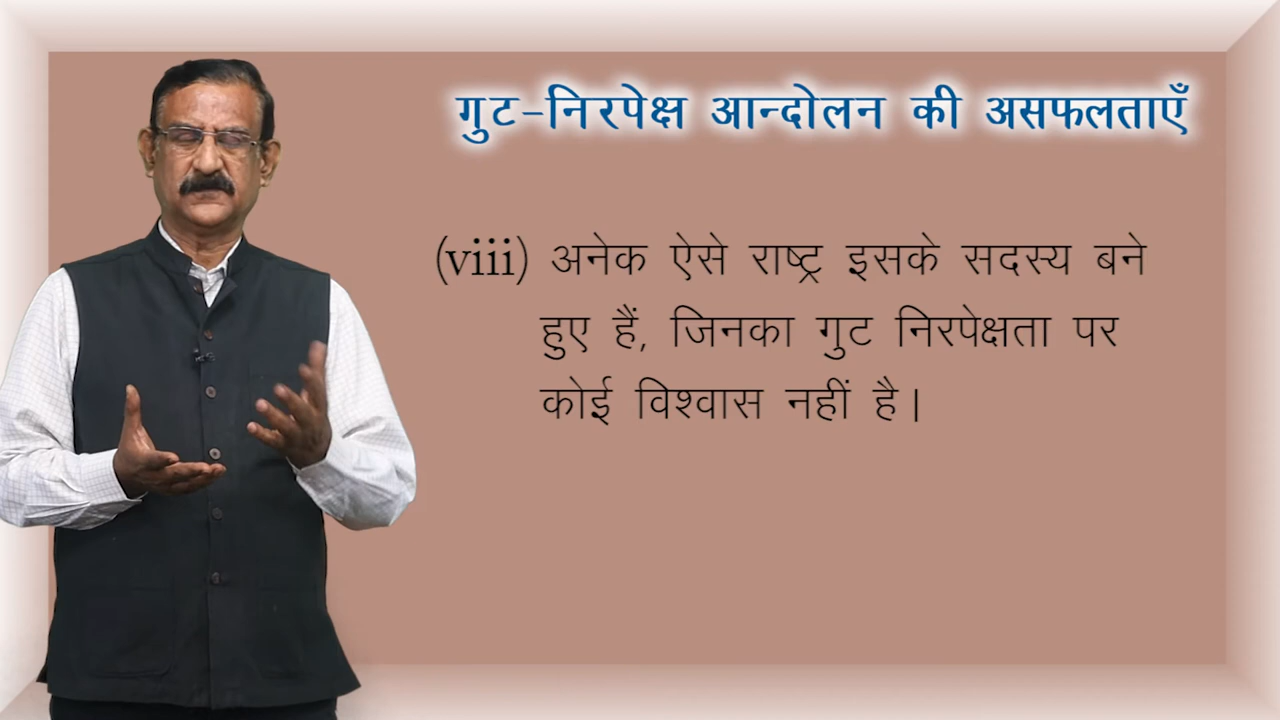 गुट-निरपेक्ष आन्दोलन की असफलताएँ
(viii) अनेक ऐसे राष्ट्र इसके सदस्य बने
हुए हैं, जिनका गुट निरपेक्षता पर
कोई विश्वास नहीं है।